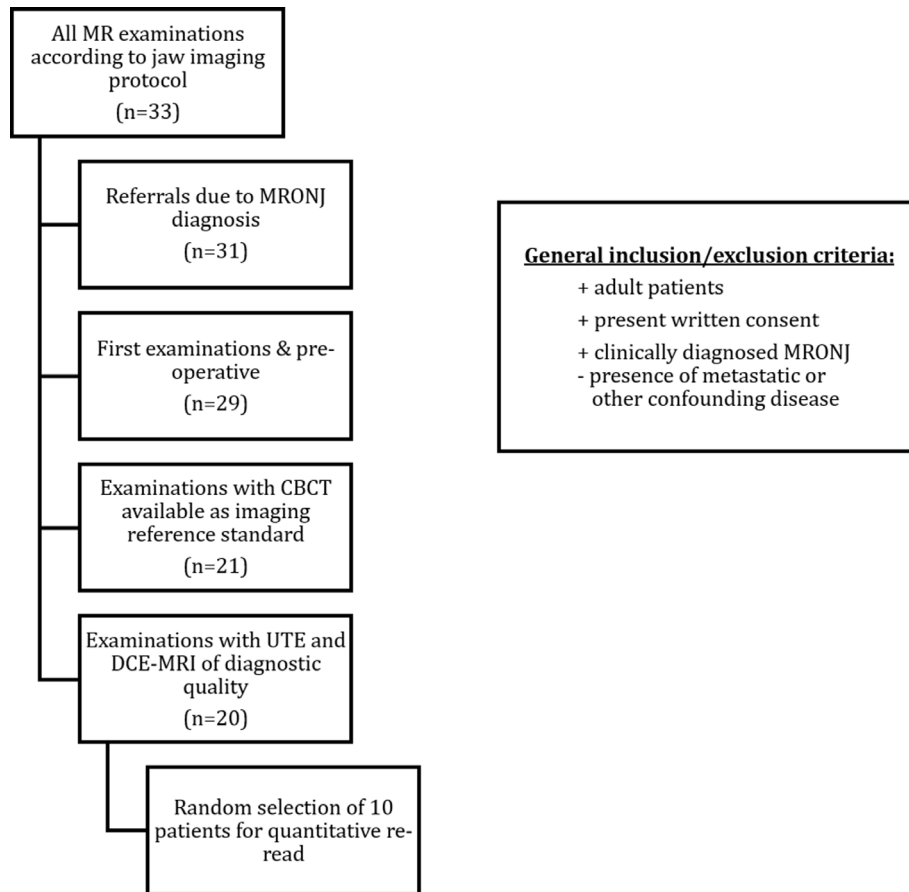 All MR examinations
according to jaw imaging
protocol
(n=33)
Referrals due to MRONJ
diagnosis
(n=31)
First examinations & pre-
operative
(n=29)
Examinations with CBCT
available as imaging
reference standard
(n=21)
Examinations with UTE and
DCE-MRI of diagnostic
quality
(n=20)
Random selection of 10
patients for quantitative re-
read
General inclusion/exclusion criteria:
+ adult patients
+ present written consent
+ clinically diagnosed MRONJ
- presence of metastatic or
other confounding disease